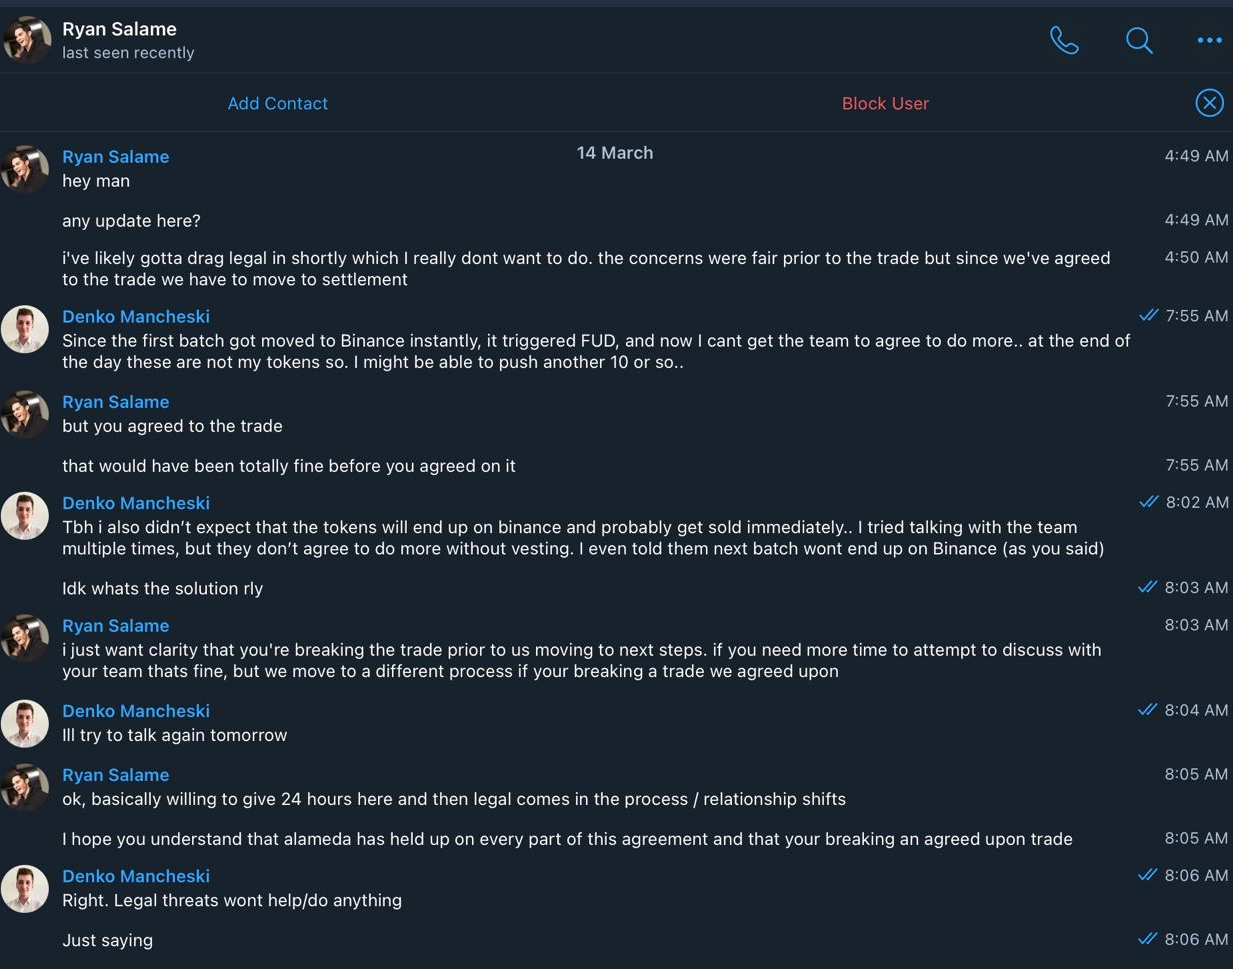 Ryan Salame
last seen recently
Add Contact
Block User
14 March
Ryan Salame
4:49 AM
hey man
any update here?
4:49 AM
i've likely gotta drag legal in shortly which I really dont want to do. the concerns were fair prior to the trade but since we've agreed
4:50 AM
to the trade we have to move to settlement
Denko Mancheski
7:55 AM
Since the first batch got moved to Binance instantly, it triggered FUD, and now I cant get the team to agree to do more.. at the end of
the day these are not my tokens so. I might be able to push another 10 or so..
Ryan Salame
7:55 AM
but you agreed to the trade
that would have been totally fine before you agreed on it
7:55 AM
Denko Mancheski
8:02 AM
Tbh i also didn’t expect that the tokens will end up on binance and probably get sold immediately.. I tried talking with the team
multiple times, but they don’t agree to do more without vesting. I even told them next batch wont end up on Binance (as you said)
Idk whats the solution rly
8:03 AM
Ryan Salame
8:03 AM
i just want clarity that you're breaking the trade prior to us moving to next steps. if you need more time to attempt to discuss with
your team thats fine, but we move to a different process if your breaking a trade we agreed upon
Denko Mancheski
8:04 AM
Ill try to talk again tomorrow
Ryan Salame
8:05 AM
ok, basically willing to give 24 hours here and then legal comes in the process / relationship shifts
I hope you understand that alameda has held up on every part of this agreement and that your breaking an agreed upon trade
8:05 AM
Denko Mancheski
8:06 AM
Right. Legal threats wont help/do anything
Just saying
8:06 AM